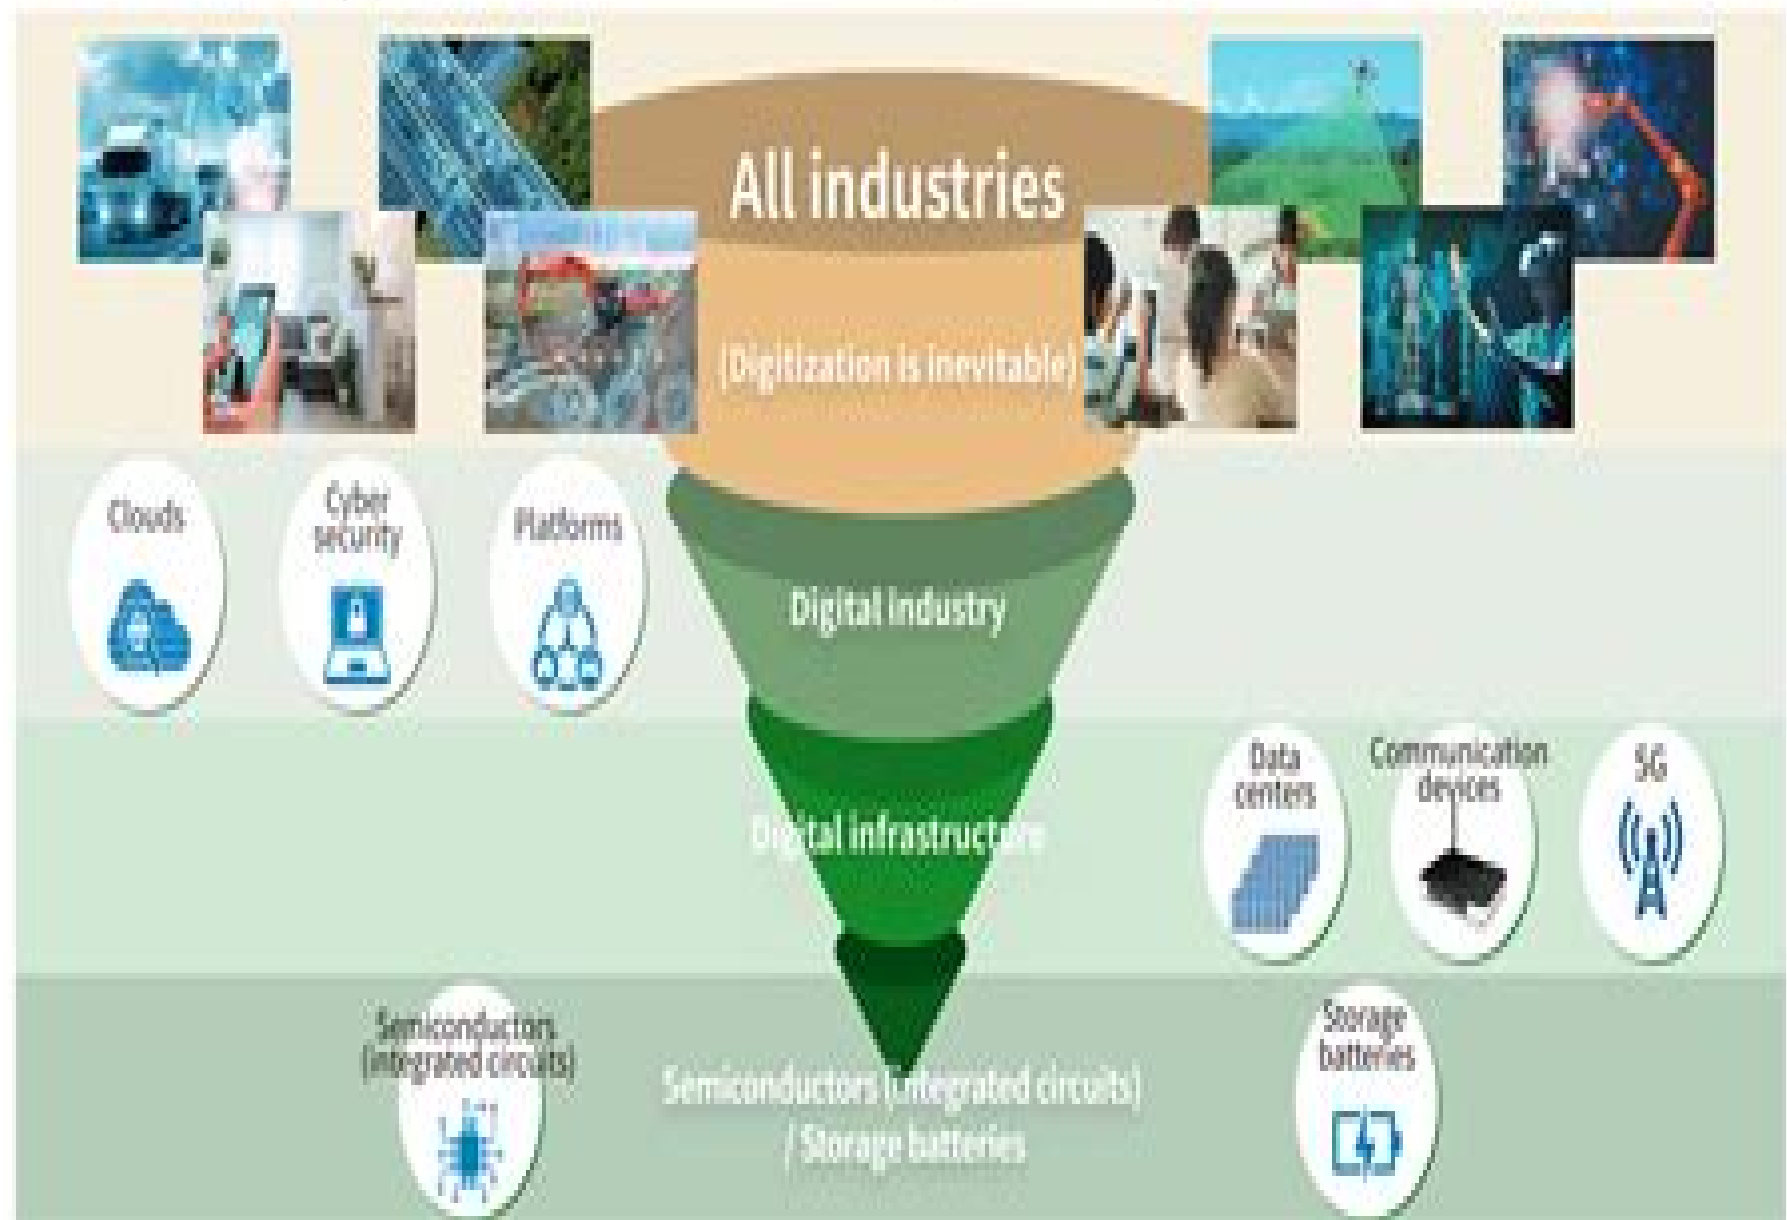 All industries
(Digitization is inevitable)
Clouds
Cyber
security
Platforms
Digital industry
Data
centers
Communication
devices
5G
Digital infrastructure
Semiconductors
(integrated circuits)
Storage
batteries
Semiconductors (integrated circuits)
/ Storage batteries